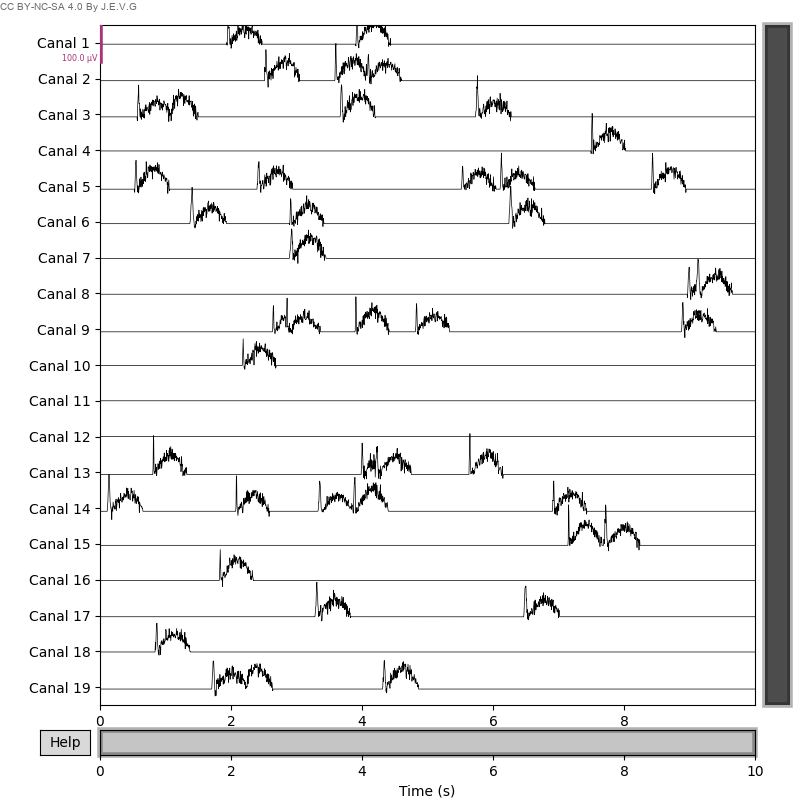 CC BY-NC-SA 4.0 By J.E.V.G
Canal 1
100.0 µV
Canal 2
Canal 3
Canal 4
Canal 5
Canal 6
Canal 7
Canal 8
Canal 9
Canal 10
Canal 11
Canal 12
Canal 13
Canal 14
Canal 15
Canal 16
Canal 17
Canal 18
Canal 19
0 2 4 6 8
Help
0 2 4 6 8 10
Time (s)